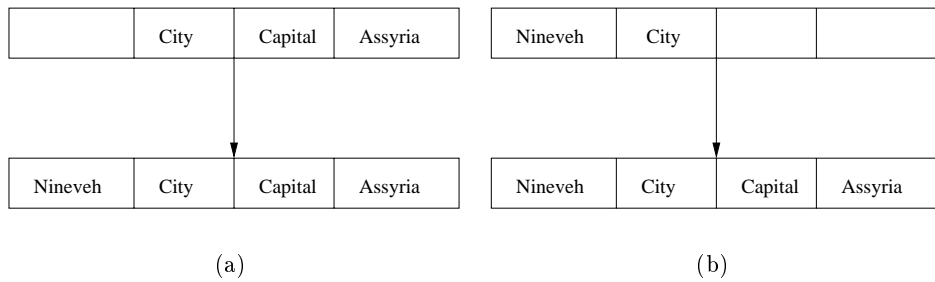 City Capital Assyria Nineveh City
Nineveh City Capital Assyria Nineveh City Capital Assyria
(a) (b)